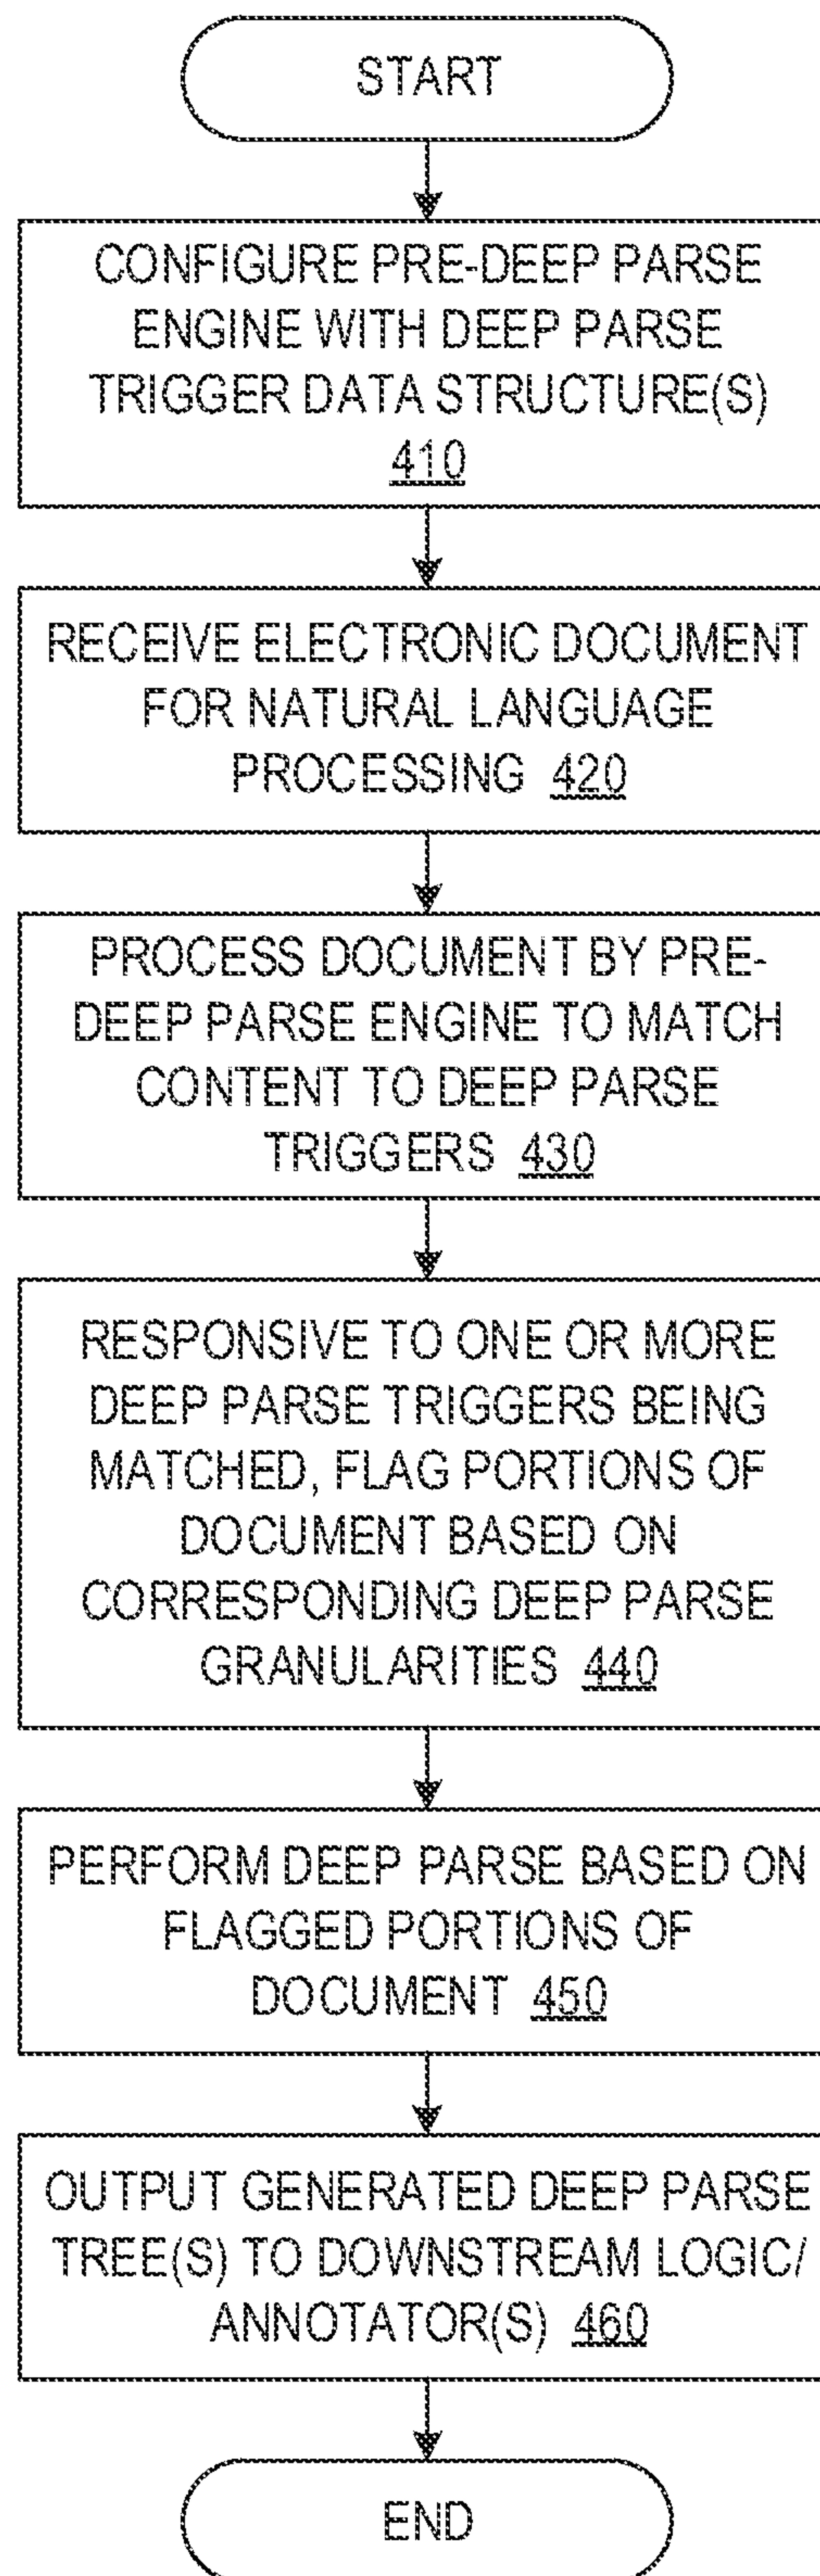 START
CONFIGURE PRE-DEEP PARSE
ENGINE WITH DEEP PARSE
TRIGGER DATA STRUCTURE(S)
410
RECEIVE ELECTRONIC DOCUMENT
FOR NATURAL LANGUAGE
PROCESSING 420
PROCESS DOCUMENT BY PRE-
DEEP PARSE ENGINE TO MATCH
CONTENT TO DEEP PARSE
TRIGGERS 430
RESPONSIVE TO ONE OR MORE
DEEP PARSE TRIGGERS BEING
MATCHED, FLAG PORTIONS OF
DOCUMENT BASED ON
CORRESPONDING DEEP PARSE
GRANULARITIES 440
PERFORM DEEP PARSE BASED ON
FLAGGED PORTIONS OF
DOCUMENT 450
OUTPUT GENERATED DEEP PARSE
TREE(S) TO DOWNSTREAM LOGIC/
ANNOTATOR(S) 460
END